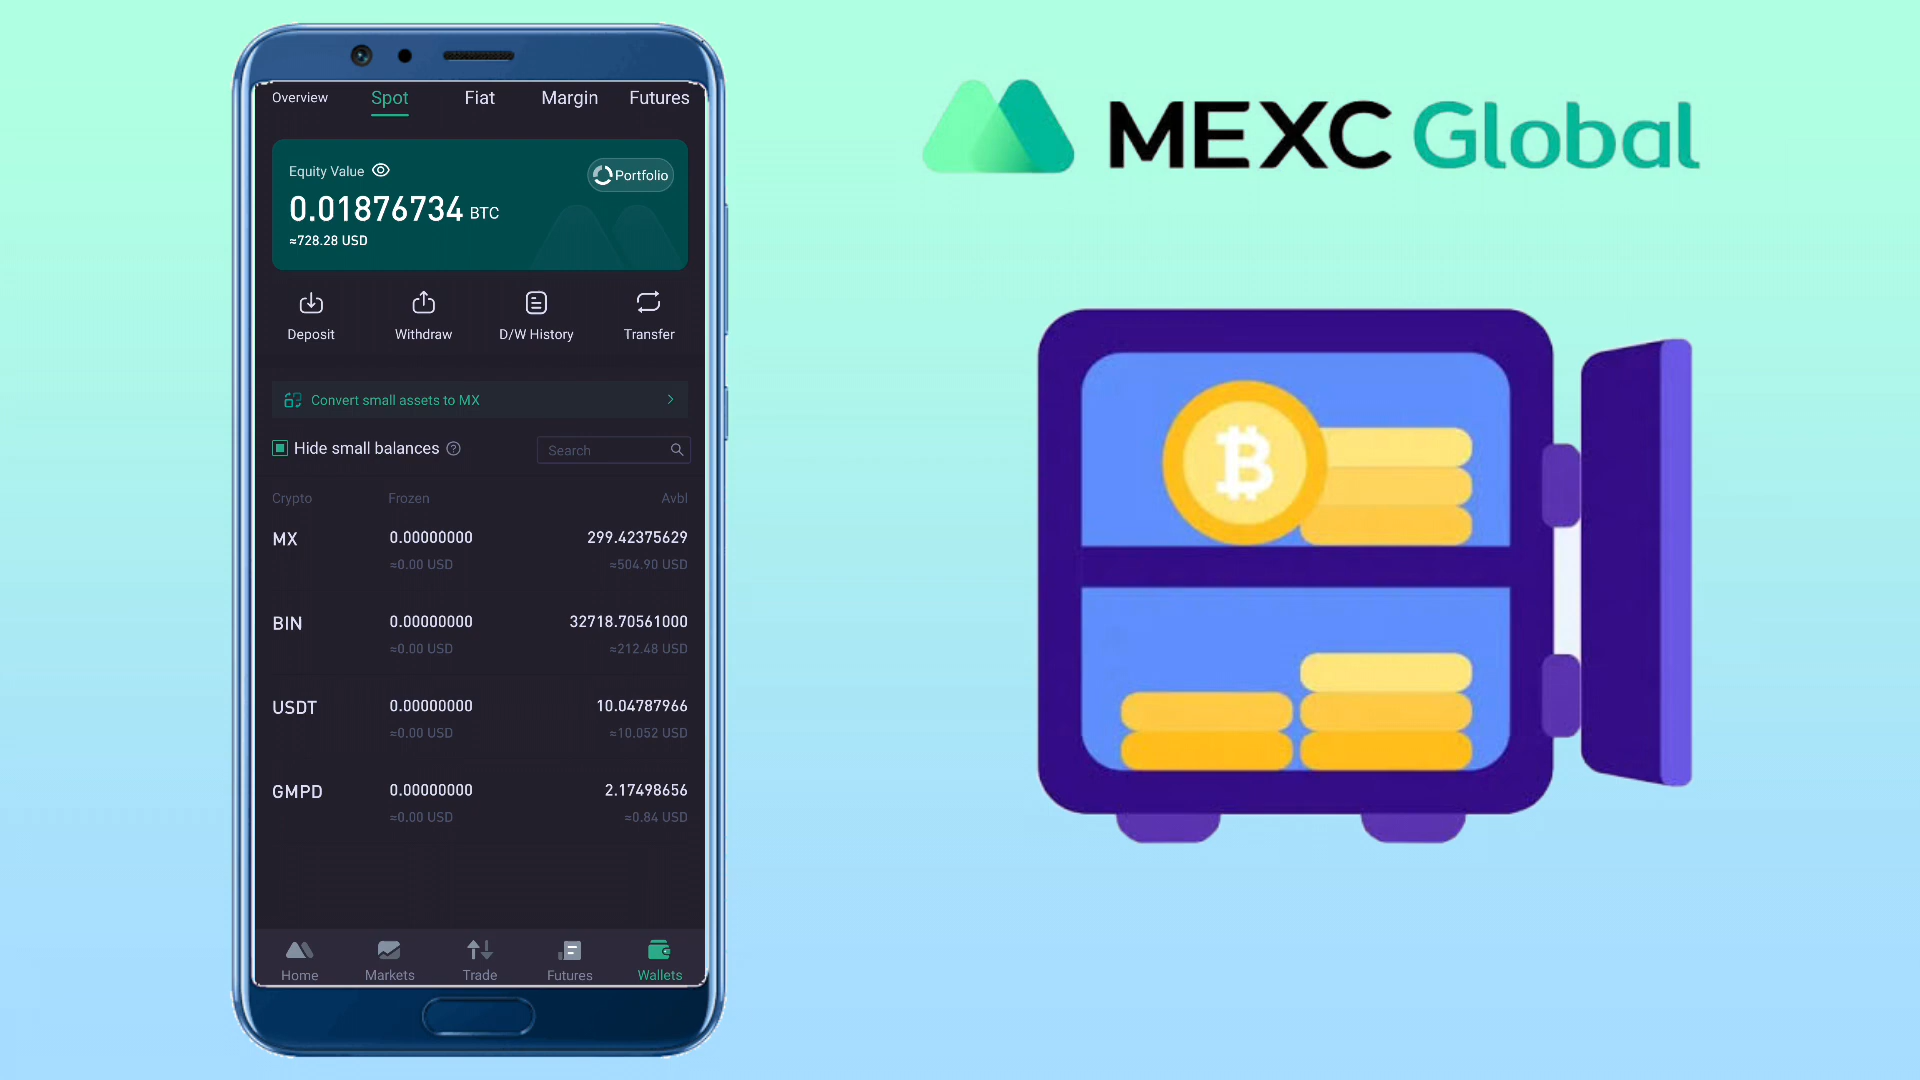 Overview Spot Fiat Margin Futures
Equity Value
Portfolio
0.01876734 BTC
≈728.28 USD
Deposit Withdraw D/W History Transfer
Convert small assets to MX
Hide small balances ?
Search
Crypto Frozen Avbl
MX 0.00000000 299.42375629
≈0.00 USD ≈504.90 USD
BIN 0.00000000 32718.70561000
≈0.00 USD ≈212.48 USD
USDT 0.00000000 10.04787966
≈0.00 USD ≈10.052 USD
GMPD 0.00000000 2.17498656
≈0.00 USD ≈0.84 USD
Home Markets Trade Futures Wallets
MEXC Global